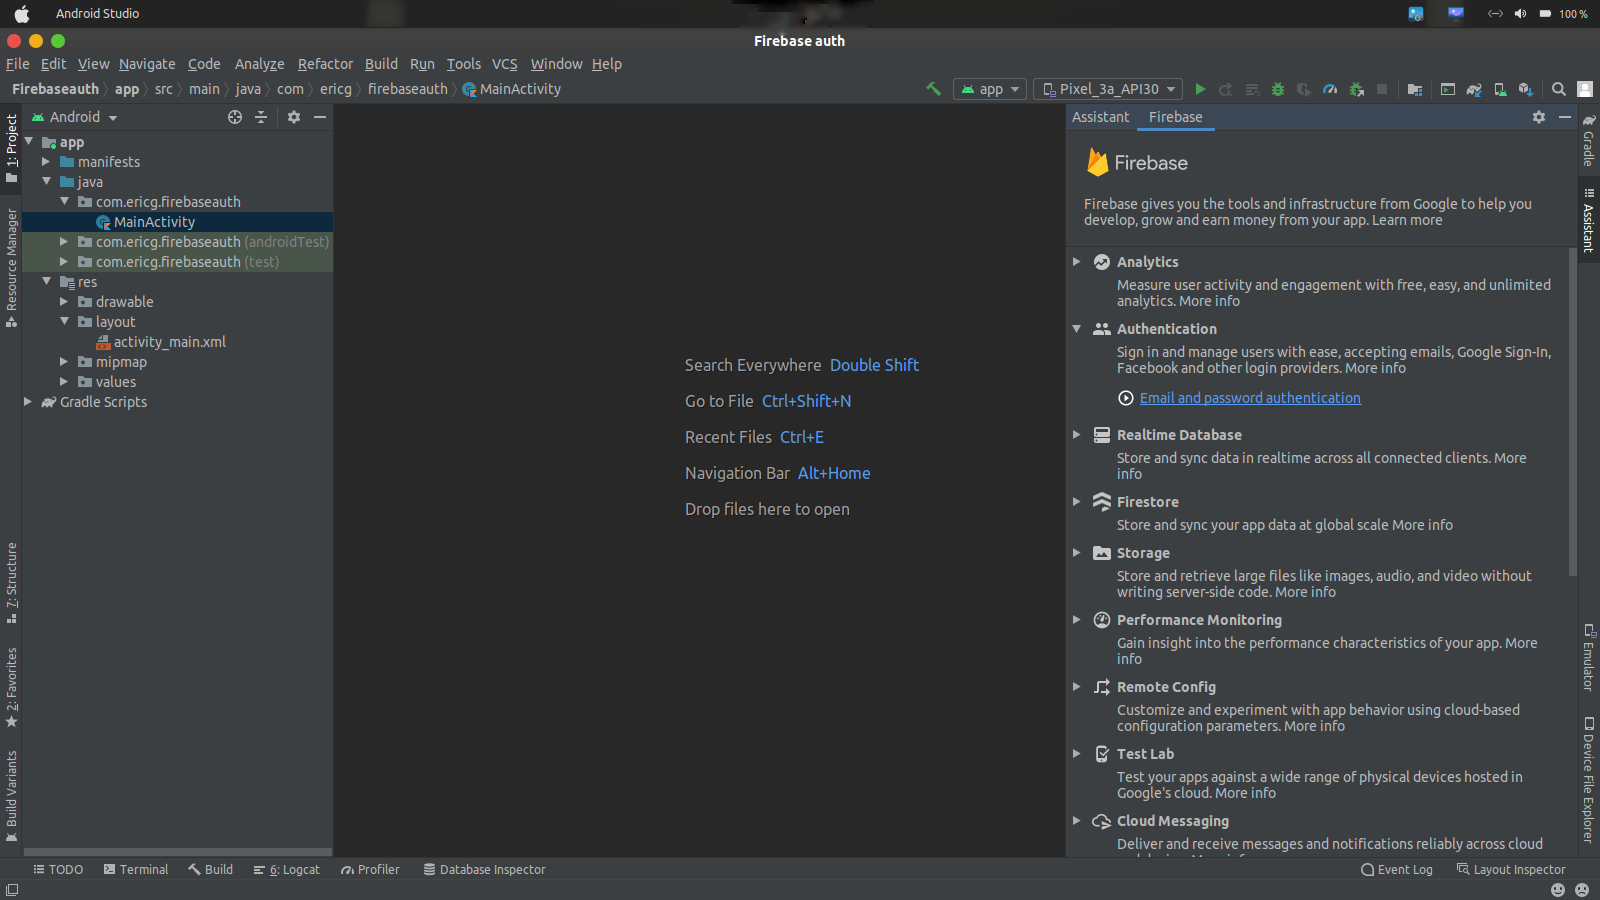 Android Studio
100 %
Firebase auth
File Edit View Navigate Code Analyze Refactor Build Run Tools VCS Window Help
Firebaseauth app src main java com ericg firebaseauth MainActivity
app
Pixel_3a_API30
1: Project
Resource Manager
7: Structure
2: Favorites
Build Variants
Android
app
manifests
java
com.ericg.firebaseauth
MainActivity
com.ericg.firebaseauth (androidTest)
com.ericg.firebaseauth (test)
res
drawable
layout
activity_main.xml
mipmap
values
Gradle Scripts
Search Everywhere Double Shift
Go to File Ctrl+Shift+N
Recent Files Ctrl+E
Navigation Bar Alt+Home
Drop files here to open
Assistant Firebase
Firebase
Firebase gives you the tools and infrastructure from Google to help you
develop, grow and earn money from your app. Learn more
Analytics
Measure user activity and engagement with free, easy, and unlimited
analytics. More info
Authentication
Sign in and manage users with ease, accepting emails, Google Sign-In,
Facebook and other login providers. More info
Email and password authentication
Realtime Database
Store and sync data in realtime across all connected clients. More
info
Firestore
Store and sync your app data at global scale More info
Storage
Store and retrieve large files like images, audio, and video without
writing server-side code. More info
Performance Monitoring
Gain insight into the performance characteristics of your app. More
info
Remote Config
Customize and experiment with app behavior using cloud-based
configuration parameters. More info
Test Lab
Test your apps against a wide range of physical devices hosted in
Google's cloud. More info
Cloud Messaging
Deliver and receive messages and notifications reliably across cloud
Gradle
Assistant
Emulator
Device File Explorer
TODO Terminal Build 6: Logcat Profiler Database Inspector
Event Log Layout Inspector